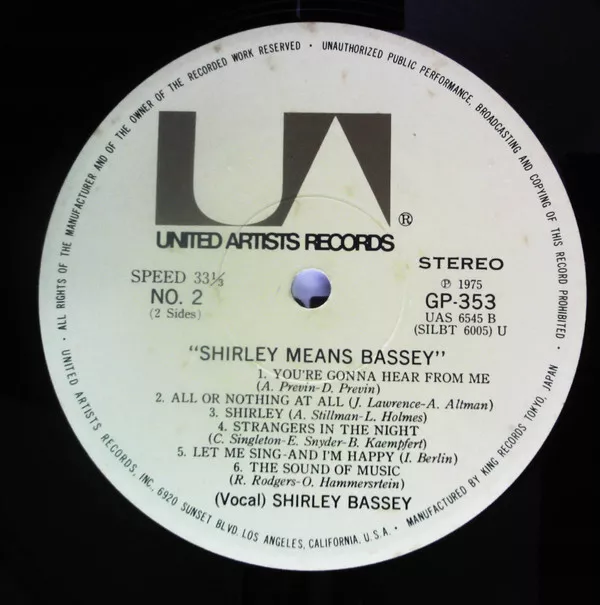 UA
®
UNITED ARTISTS RECORDS
SPEED 33⅓
NO. 2
(2 Sides)
STEREO
Ⓟ 1975
GP-353
UAS 6545 B
(SILBT 6005) U
"SHIRLEY MEANS BASSEY"
1. YOU'RE GONNA HEAR FROM ME
(A. Previn-D. Previn)
2. ALL OR NOTHING AT ALL (J. Lawrence-A. Altman)
3. SHIRLEY (A. Stillman-L. Holmes)
4. STRANGERS IN THE NIGHT
(C. Singleton-E. Snyder-B. Kaempfert)
5. LET ME SING-AND I'M HAPPY (I. Berlin)
6. THE SOUND OF MUSIC
(R. Rodgers-O. Hammersrtein)
(Vocal) SHIRLEY BASSEY
· ALL RIGHTS OF THE MANUFACTURER AND OF THE OWNER OF THE RECORDED WORK RESERVED · UNAUTHORIZED PUBLIC PERFORMANCE, BROADCASTING AND COPYING OF THIS RECORD PROHIBITED ·
UNITED ARTISTS RECORDS, INC., 6920 SUNSET BLVD. LOS ANGELES, CALIFORNIA, U.S.A. · MANUFACTURED BY KING RECORDS TOKYO, JAPAN